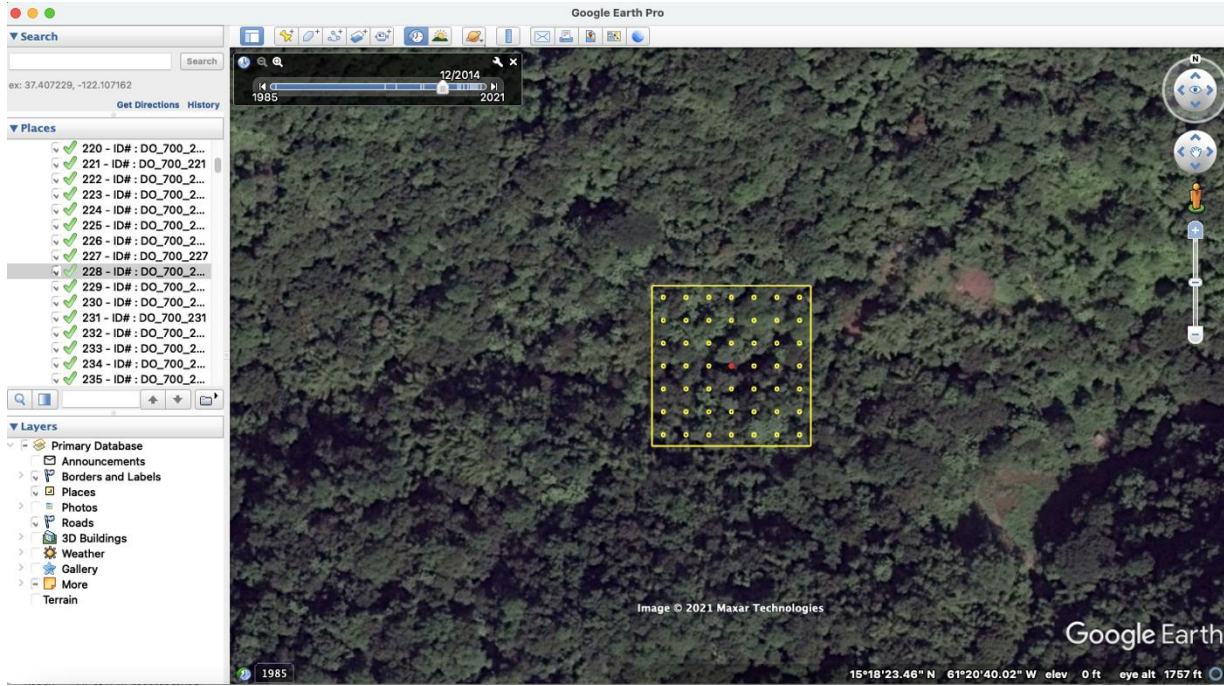 Google Earth Pro
Search
Search
ex: 37.407229, -122.107162
Get Directions History
Places
220 - ID# : DO_700_2...
221 - ID# : DO_700_221
222 - ID# : DO_700_2...
223 - ID# : DO_700_2...
224 - ID# : DO_700_2...
225 - ID# : DO_700_2...
226 - ID# : DO_700_2...
227 - ID# : DO_700_227
228 - ID# : DO_700_2...
229 - ID# : DO_700_2...
230 - ID# : DO_700_2...
231 - ID# : DO_700_231
232 - ID# : DO_700_2...
233 - ID# : DO_700_2...
234 - ID# : DO_700_2...
235 - ID# : DO_700_2...
Layers
Primary Database
Announcements
Borders and Labels
Places
Photos
Roads
3D Buildings
Weather
Gallery
More
Terrain
12/2014
1985 2021
N
Image © 2021 Maxar Technologies
Google Earth
1985
15°18'23.46" N 61°20'40.02" W elev 0 ft eye alt 1757 ft